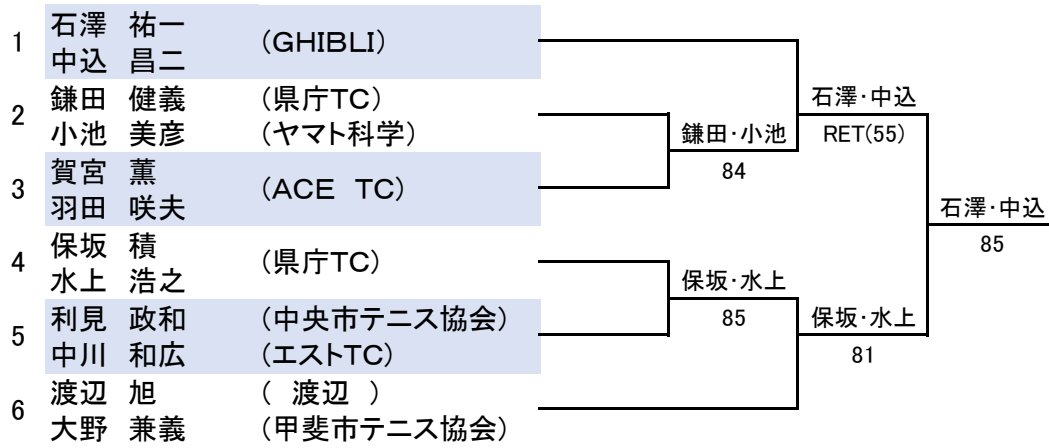 1 石澤 祐一 (GHIBLI)
中込 昌二
2 鎌田 健義 (県庁TC)
小池 美彦 (ヤマト科学)
3 賀宮 薫 (ACE TC)
羽田 咲夫
4 保坂 積 (県庁TC)
水上 浩之
5 利見 政和 (中央市テニス協会)
中川 和広 (エストTC)
6 渡辺 旭 ( 渡辺 )
大野 兼義 (甲斐市テニス協会)
鎌田・小池
84
保坂・水上
85
石澤・中込
RET(55)
保坂・水上
81
石澤・中込
85